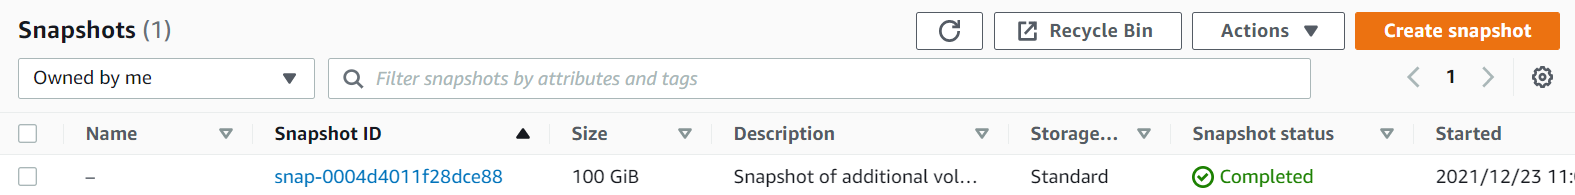 Snapshots (1)
Recycle Bin
Actions
Create snapshot
Owned by me
Filter snapshots by attributes and tags
1
Name Snapshot ID Size Description Storage... Snapshot status Started
– snap-0004d4011f28dce88 100 GiB Snapshot of additional vol... Standard Completed 2021/12/23 11: